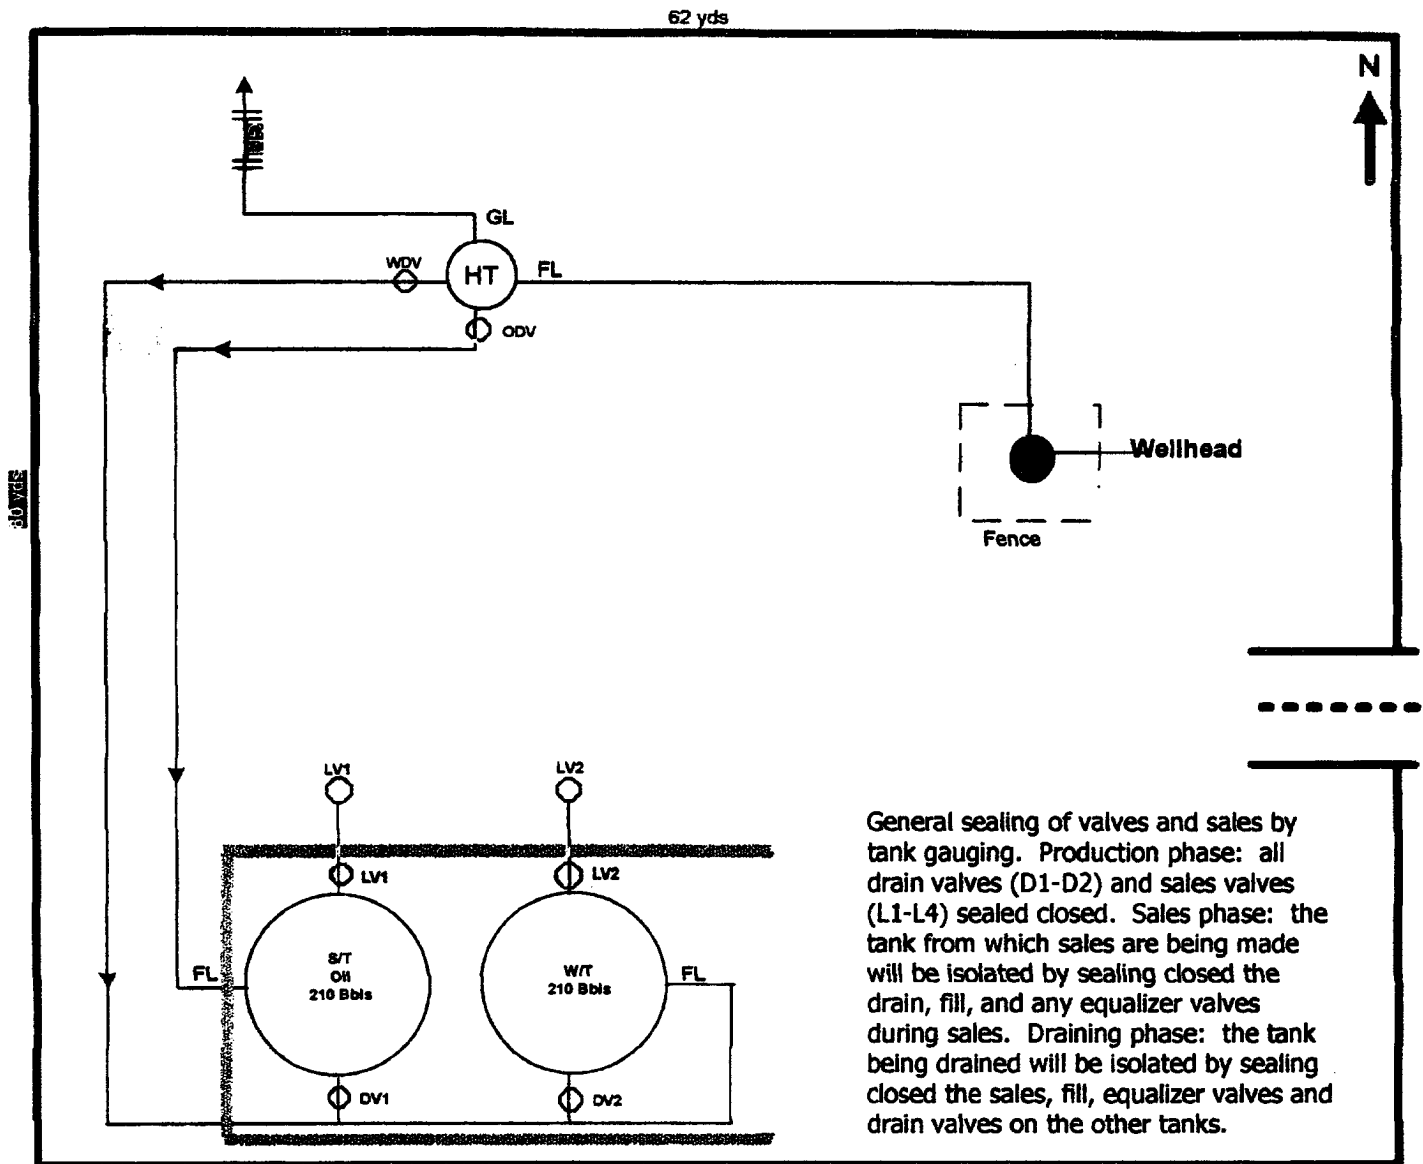 62 yds
N
GL
WDV
HT
FL
ODV
Wellhead
Fence
LV1
LV2
LV1
LV2
FL
S/T
Oil
210 Bbls
W/T
210 Bbls
FL
DV1
DV2
General sealing of valves and sales by
tank gauging. Production phase: all
drain valves (D1-D2) and sales valves
(L1-L4) sealed closed. Sales phase: the
tank from which sales are being made
will be isolated by sealing closed the
drain, fill, and any equalizer valves
during sales. Draining phase: the tank
being drained will be isolated by sealing
closed the sales, fill, equalizer valves and
drain valves on the other tanks.